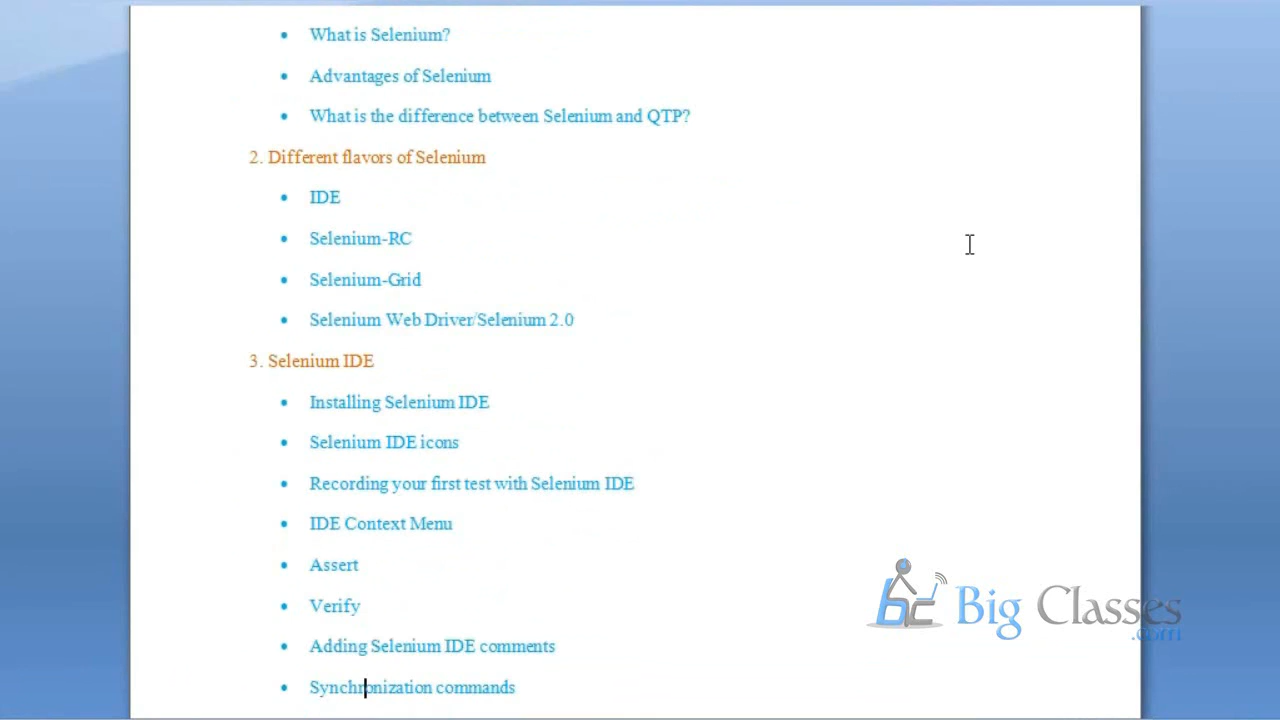 • What is Selenium?
• Advantages of Selenium
• What is the difference between Selenium and QTP?
2. Different flavors of Selenium
• IDE
• Selenium-RC
• Selenium-Grid
• Selenium Web Driver/Selenium 2.0
3. Selenium IDE
• Installing Selenium IDE
• Selenium IDE icons
• Recording your first test with Selenium IDE
• IDE Context Menu
• Assert
• Verify
• Adding Selenium IDE comments
• Synchronization commands
bc Big Classes
.com